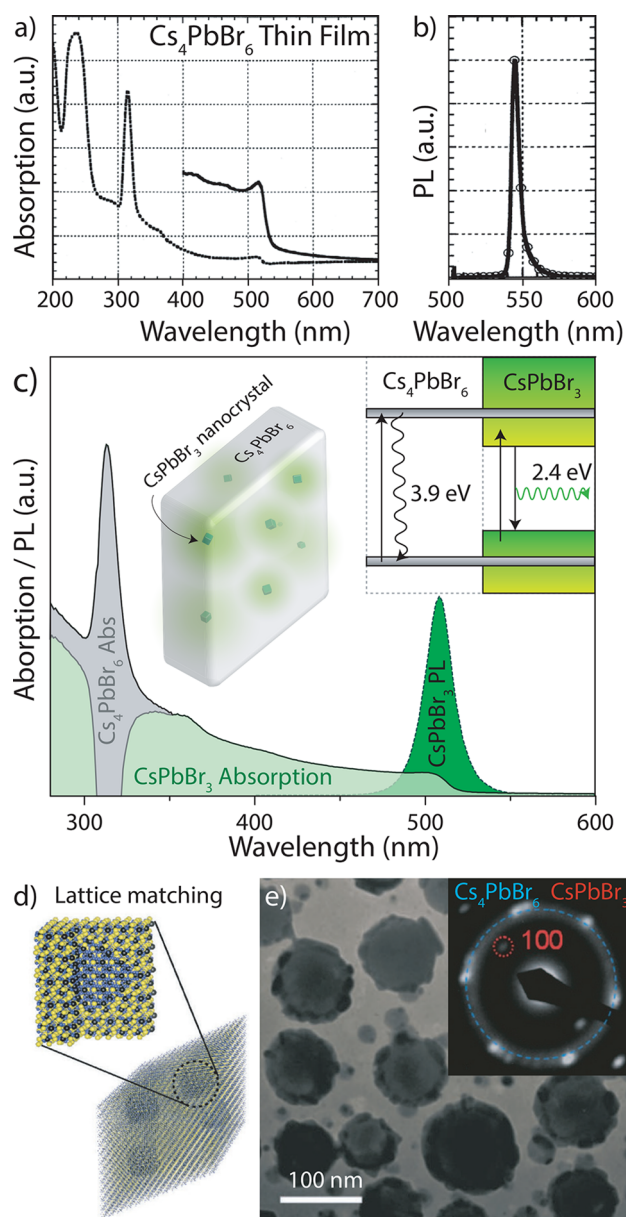 a)
Cs4PbBr6 Thin Film
Absorption (a.u.)
200 300 400 500 600 700
Wavelength (nm)
b)
PL (a.u.)
500 550 600
Wavelength (nm)
c)
Cs4PbBr6
CsPbBr3
CsPbBr3 nanocrystal
Cs4PbBr6
3.9 eV
2.4 eV
Aborption / PL (a.u.)
Cs4PbBr6 Abs
CsPbBr3 PL
CsPbBr3 Absorption
300 400 500 600
Wavelength (nm)
d)
Lattice matching
e)
Cs4PbBr6 CsPbBr3
100
100 nm